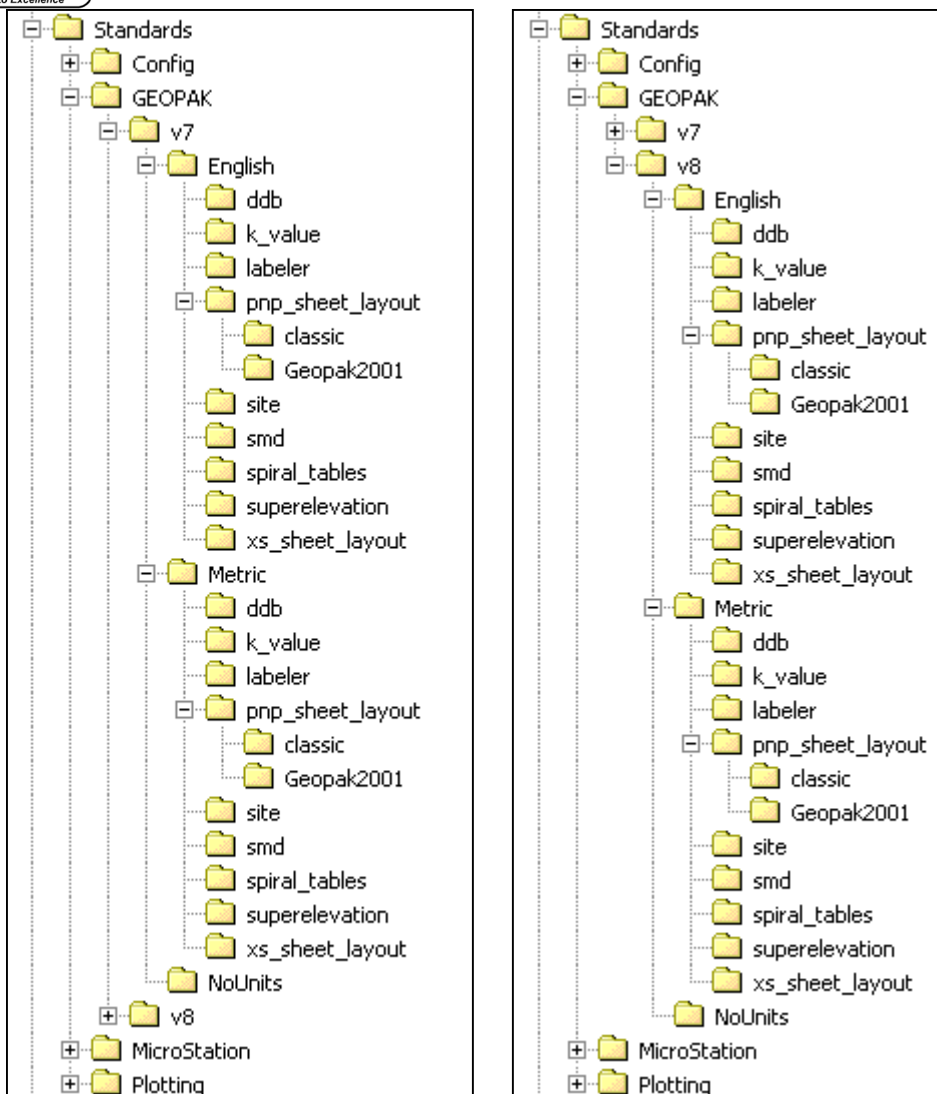 to Excellence
Standards
Config
GEOPAK
v7
English
ddb
k_value
labeler
pnp_sheet_layout
classic
Geopak2001
site
smd
spiral_tables
superelevation
xs_sheet_layout
Metric
ddb
k_value
labeler
pnp_sheet_layout
classic
Geopak2001
site
smd
spiral_tables
superelevation
xs_sheet_layout
NoUnits
v8
MicroStation
Plotting
Standards
Config
GEOPAK
v7
v8
English
ddb
k_value
labeler
pnp_sheet_layout
classic
Geopak2001
site
smd
spiral_tables
superelevation
xs_sheet_layout
Metric
ddb
k_value
labeler
pnp_sheet_layout
classic
Geopak2001
site
smd
spiral_tables
superelevation
xs_sheet_layout
NoUnits
MicroStation
Plotting